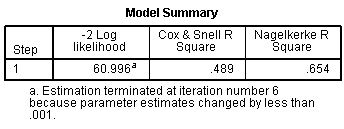 Model Summary
Step -2 Log likelihood Cox & Snell R Square Nagelkerke R Square
1 60.996a .489 .654
a. Estimation terminated at iteration number 6
because parameter estimates changed by less than
.001.